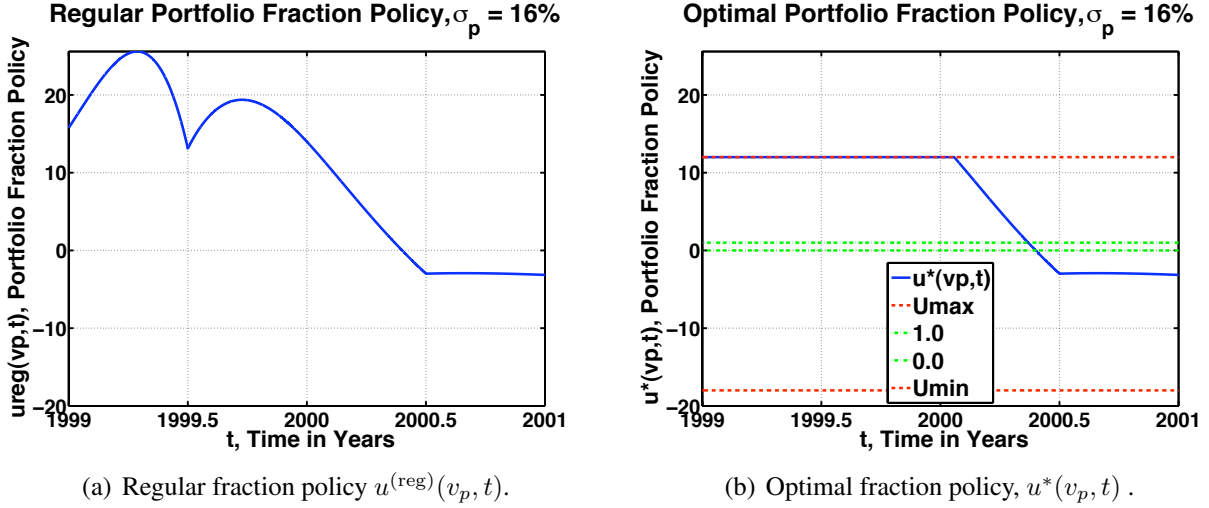 Regular Portfolio Fraction Policy,σp = 16%
ureg(vp,t), Portfolio Fraction Policy
20
10
0
−10
−20
1999
1999.5
2000
2000.5
2001
t, Time in Years
(a) Regular fraction policy u(reg)(vp, t).
Optimal Portfolio Fraction Policy,σp = 16%
u*(vp,t), Portfolio Fraction Policy
20
10
0
−10
−20
u*(vp,t)
Umax
1.0
0.0
Umin
1999
1999.5
2000
2000.5
2001
t, Time in Years
(b) Optimal fraction policy, u*(vp, t) .